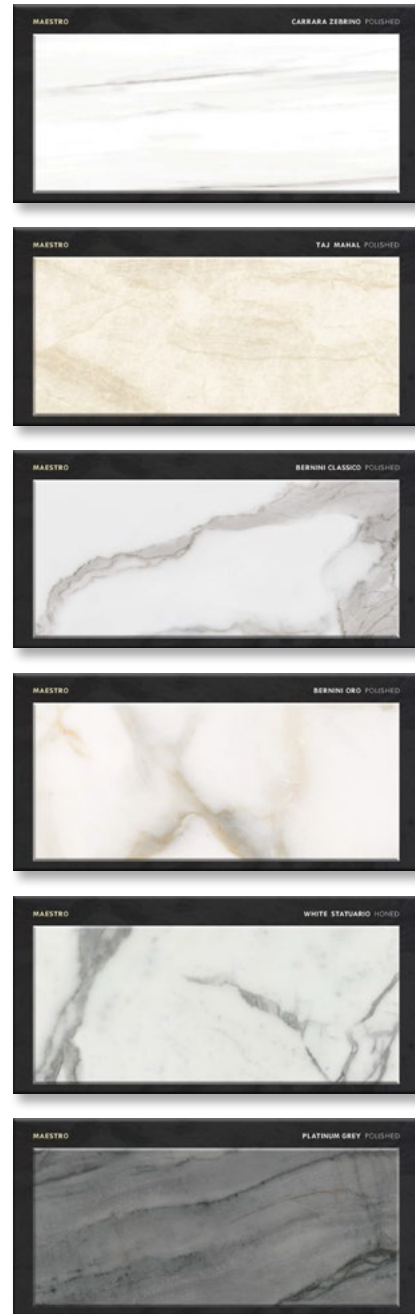 MAESTRO CARRARA ZEBRINO POLISHED
MAESTRO TAJ MAHAL POLISHED
MAESTRO BERNINI CLASSICO POLISHED
MAESTRO BERNINI ORO POLISHED
MAESTRO WHITE STATUARIO HONED
MAESTRO PLATINUM GREY POLISHED